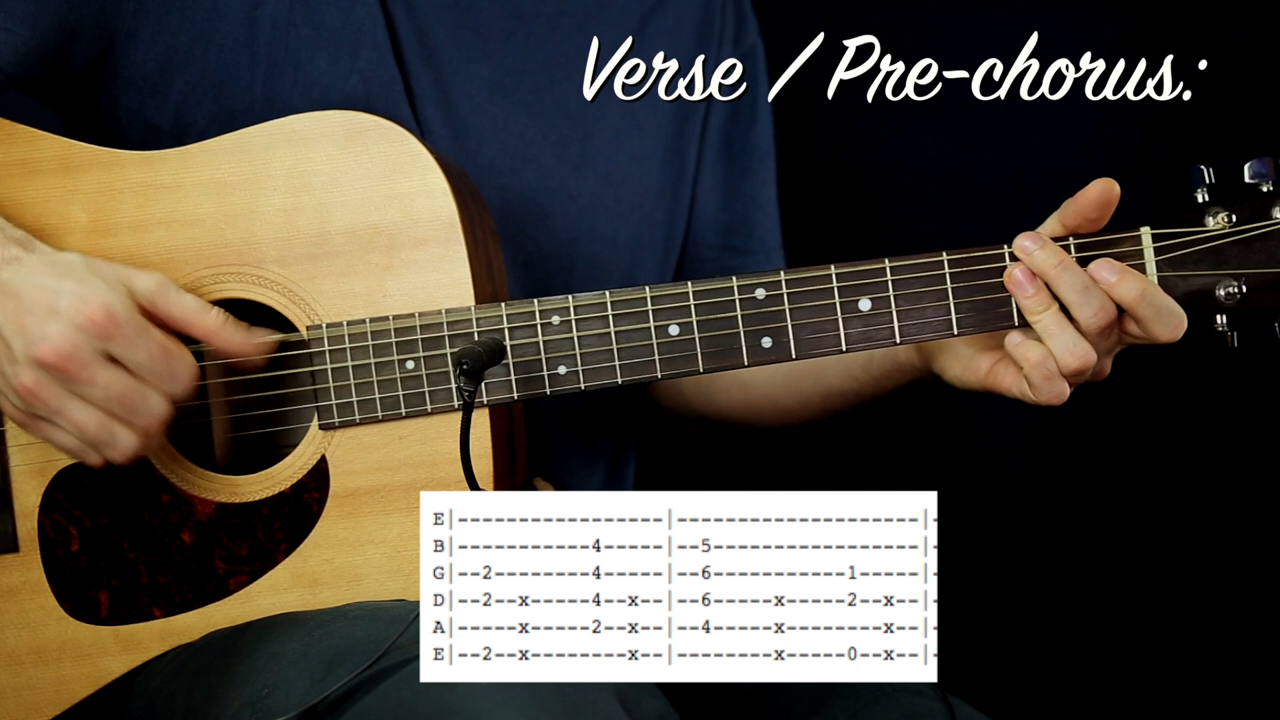 Verse / Pre-chorus:
E|-----------------|--------------------|-
B|-----------4-----|--5-----------------|-
G|--2--------4-----|--6-----------1-----|-
D|--2--x-----4--x--|--6-----x-----2--x--|-
A|-----x-----2--x--|--4-----x--------x--|-
E|--2--x--------x--|--------x-----0--x--|-